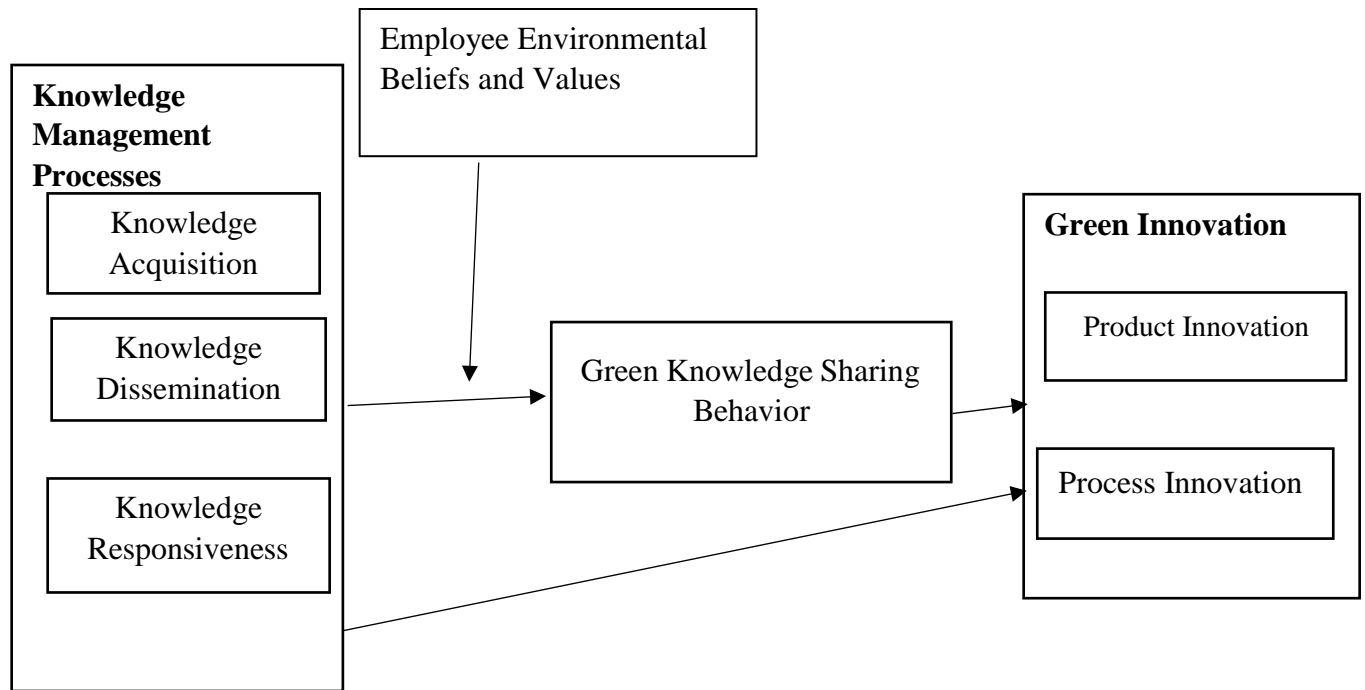 Employee Environmental
Beliefs and Values
Knowledge
Management
Processes
Knowledge
Acquisition
Knowledge
Dissemination
Knowledge
Responsiveness
Green Knowledge Sharing
Behavior
Green Innovation
Product Innovation
Process Innovation